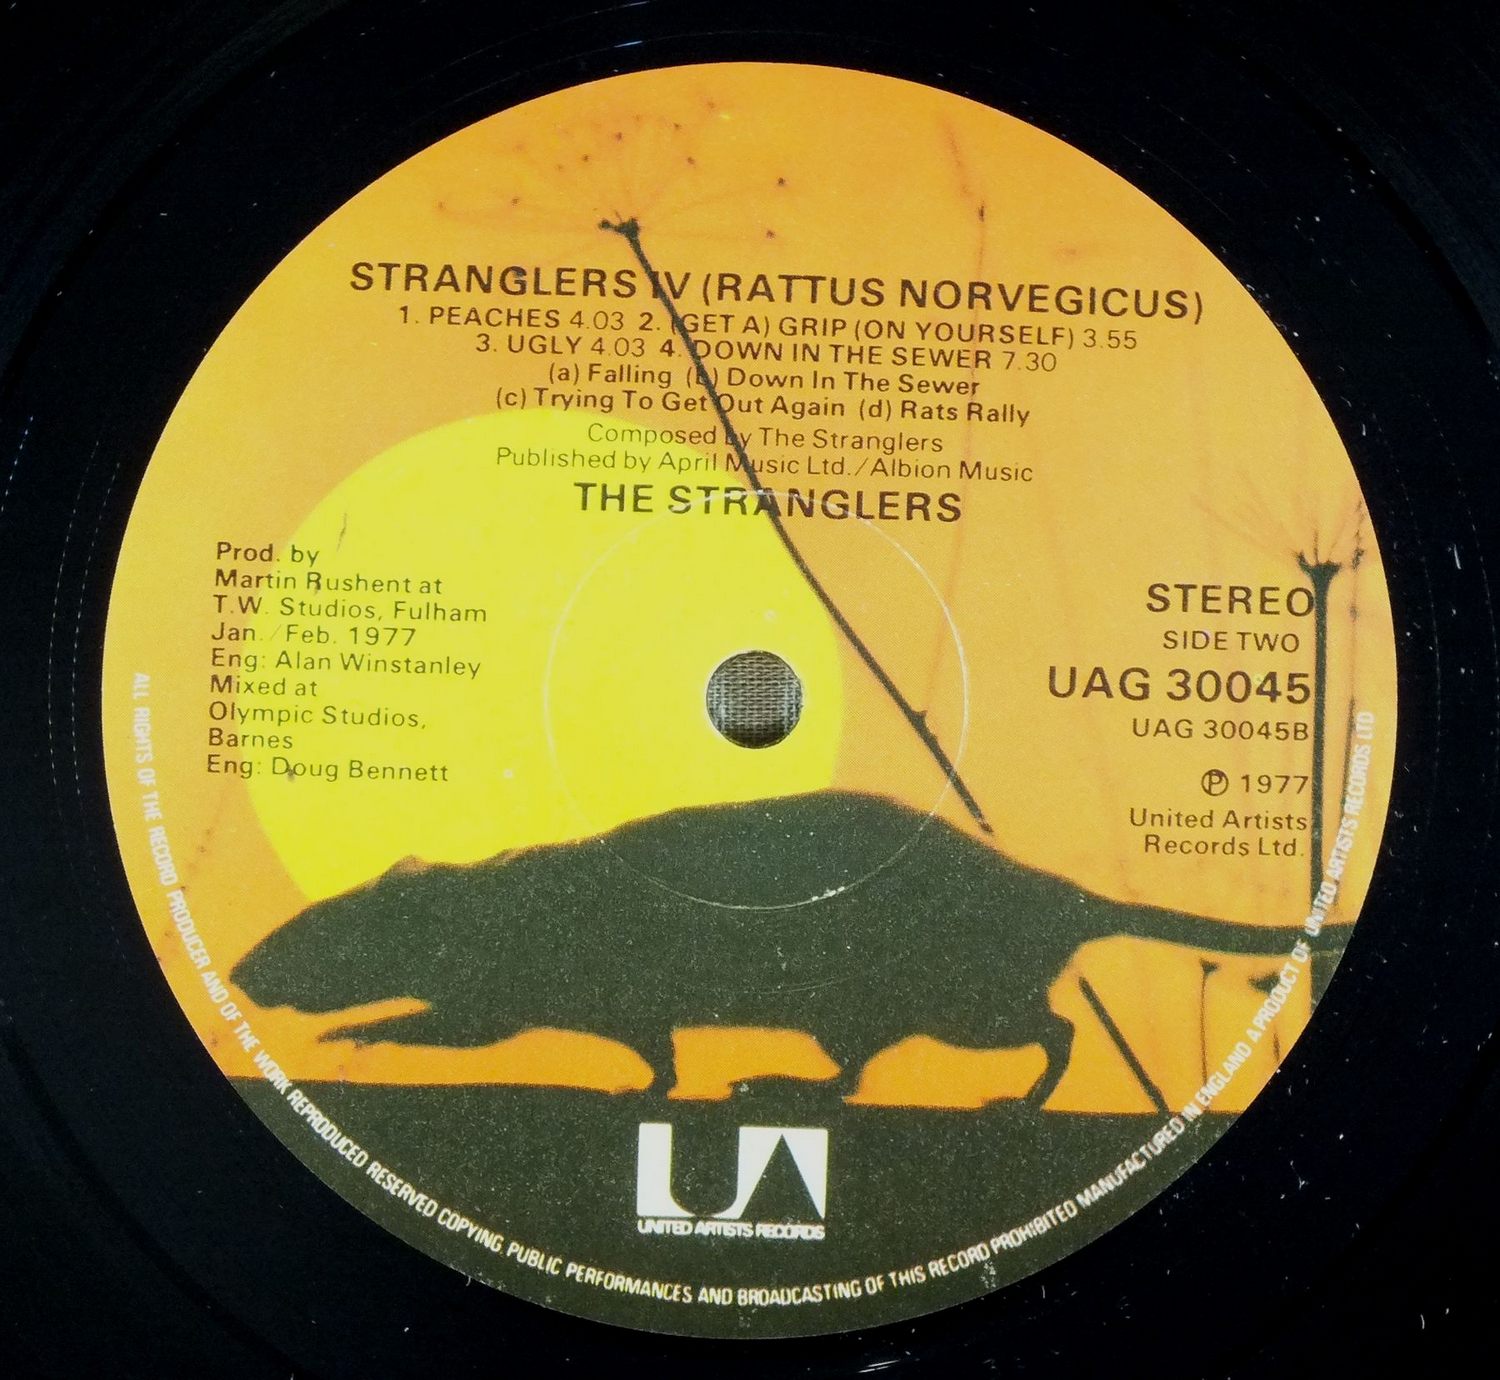 STRANGLERS IV (RATTUS NORVEGICUS)
1. PEACHES 4.03 2. (GET A) GRIP (ON YOURSELF) 3.55
3. UGLY 4.03 4. DOWN IN THE SEWER 7.30
(a) Falling (b) Down In The Sewer
(c) Trying To Get Out Again (d) Rats Rally
Composed by The Stranglers
Published by April Music Ltd./Albion Music
THE STRANGLERS
Prod. by
Martin Rushent at
T.W. Studios, Fulham
Jan./Feb. 1977
Eng: Alan Winstanley
Mixed at
Olympic Studios,
Barnes
Eng: Doug Bennett
STEREO
SIDE TWO
UAG 30045
UAG 30045B
℗ 1977
United Artists
Records Ltd.
UA
UNITED ARTISTS RECORDS
ALL RIGHTS OF THE RECORD PRODUCER AND OF THE WORK REPRODUCED RESERVED COPYING, PUBLIC PERFORMANCES AND BROADCASTING OF THIS RECORD PROHIBITED MANUFACTURED IN ENGLAND A PRODUCT OF UNITED ARTISTS RECORDS LTD